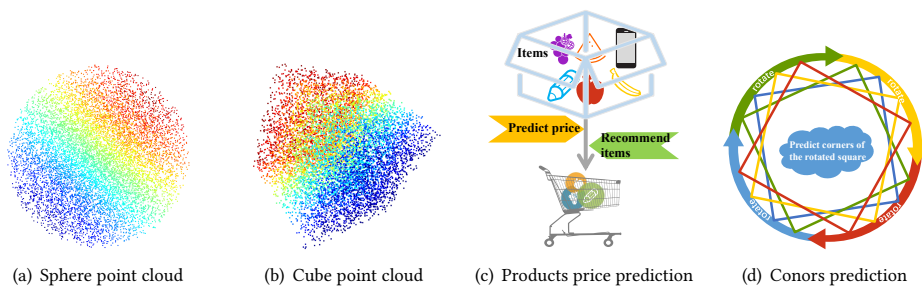 Items
Predict price
Recommend
items
rotate
rotate
Predict corners of
the rotated square
rotate
rotate
(a) Sphere point cloud
(b) Cube point cloud
(c) Products price prediction
(d) Conors prediction